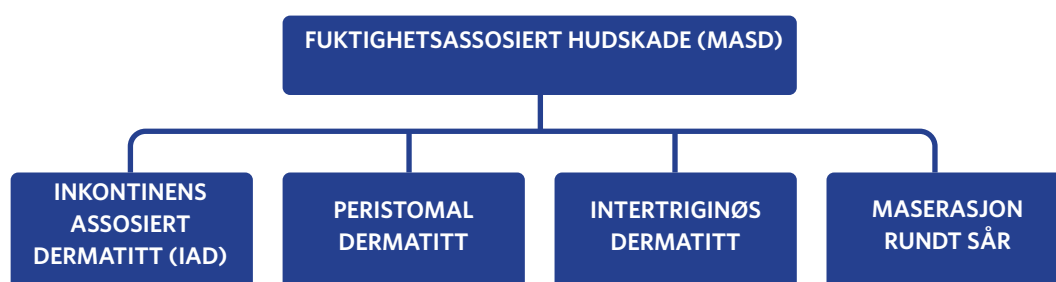 FUKTIGHETSASSOSIERT HUDSKADE (MASD)
INKONTINENS
ASSOSIERT
DERMATITT (IAD)
PERISTOMAL
DERMATITT
INTERTRIGINØS
DERMATITT
MASERASJON
RUNDT SÅR